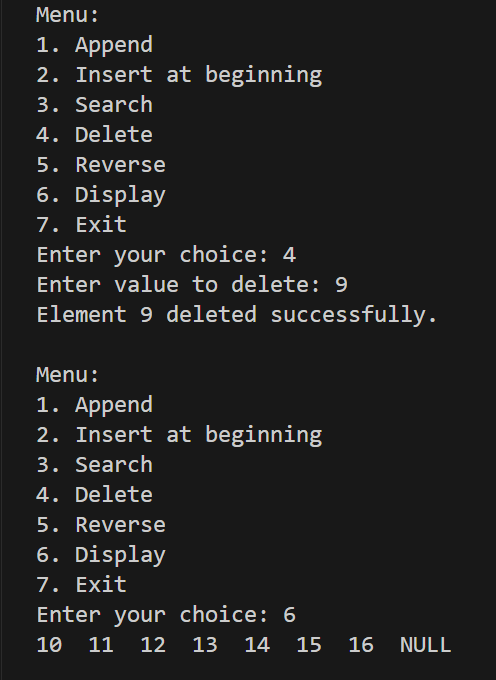 Menu:
1. Append
2. Insert at beginning
3. Search
4. Delete
5. Reverse
6. Display
7. Exit
Enter your choice: 4
Enter value to delete: 9
Element 9 deleted successfully.

Menu:
1. Append
2. Insert at beginning
3. Search
4. Delete
5. Reverse
6. Display
7. Exit
Enter your choice: 6
10  11  12  13  14  15  16  NULL